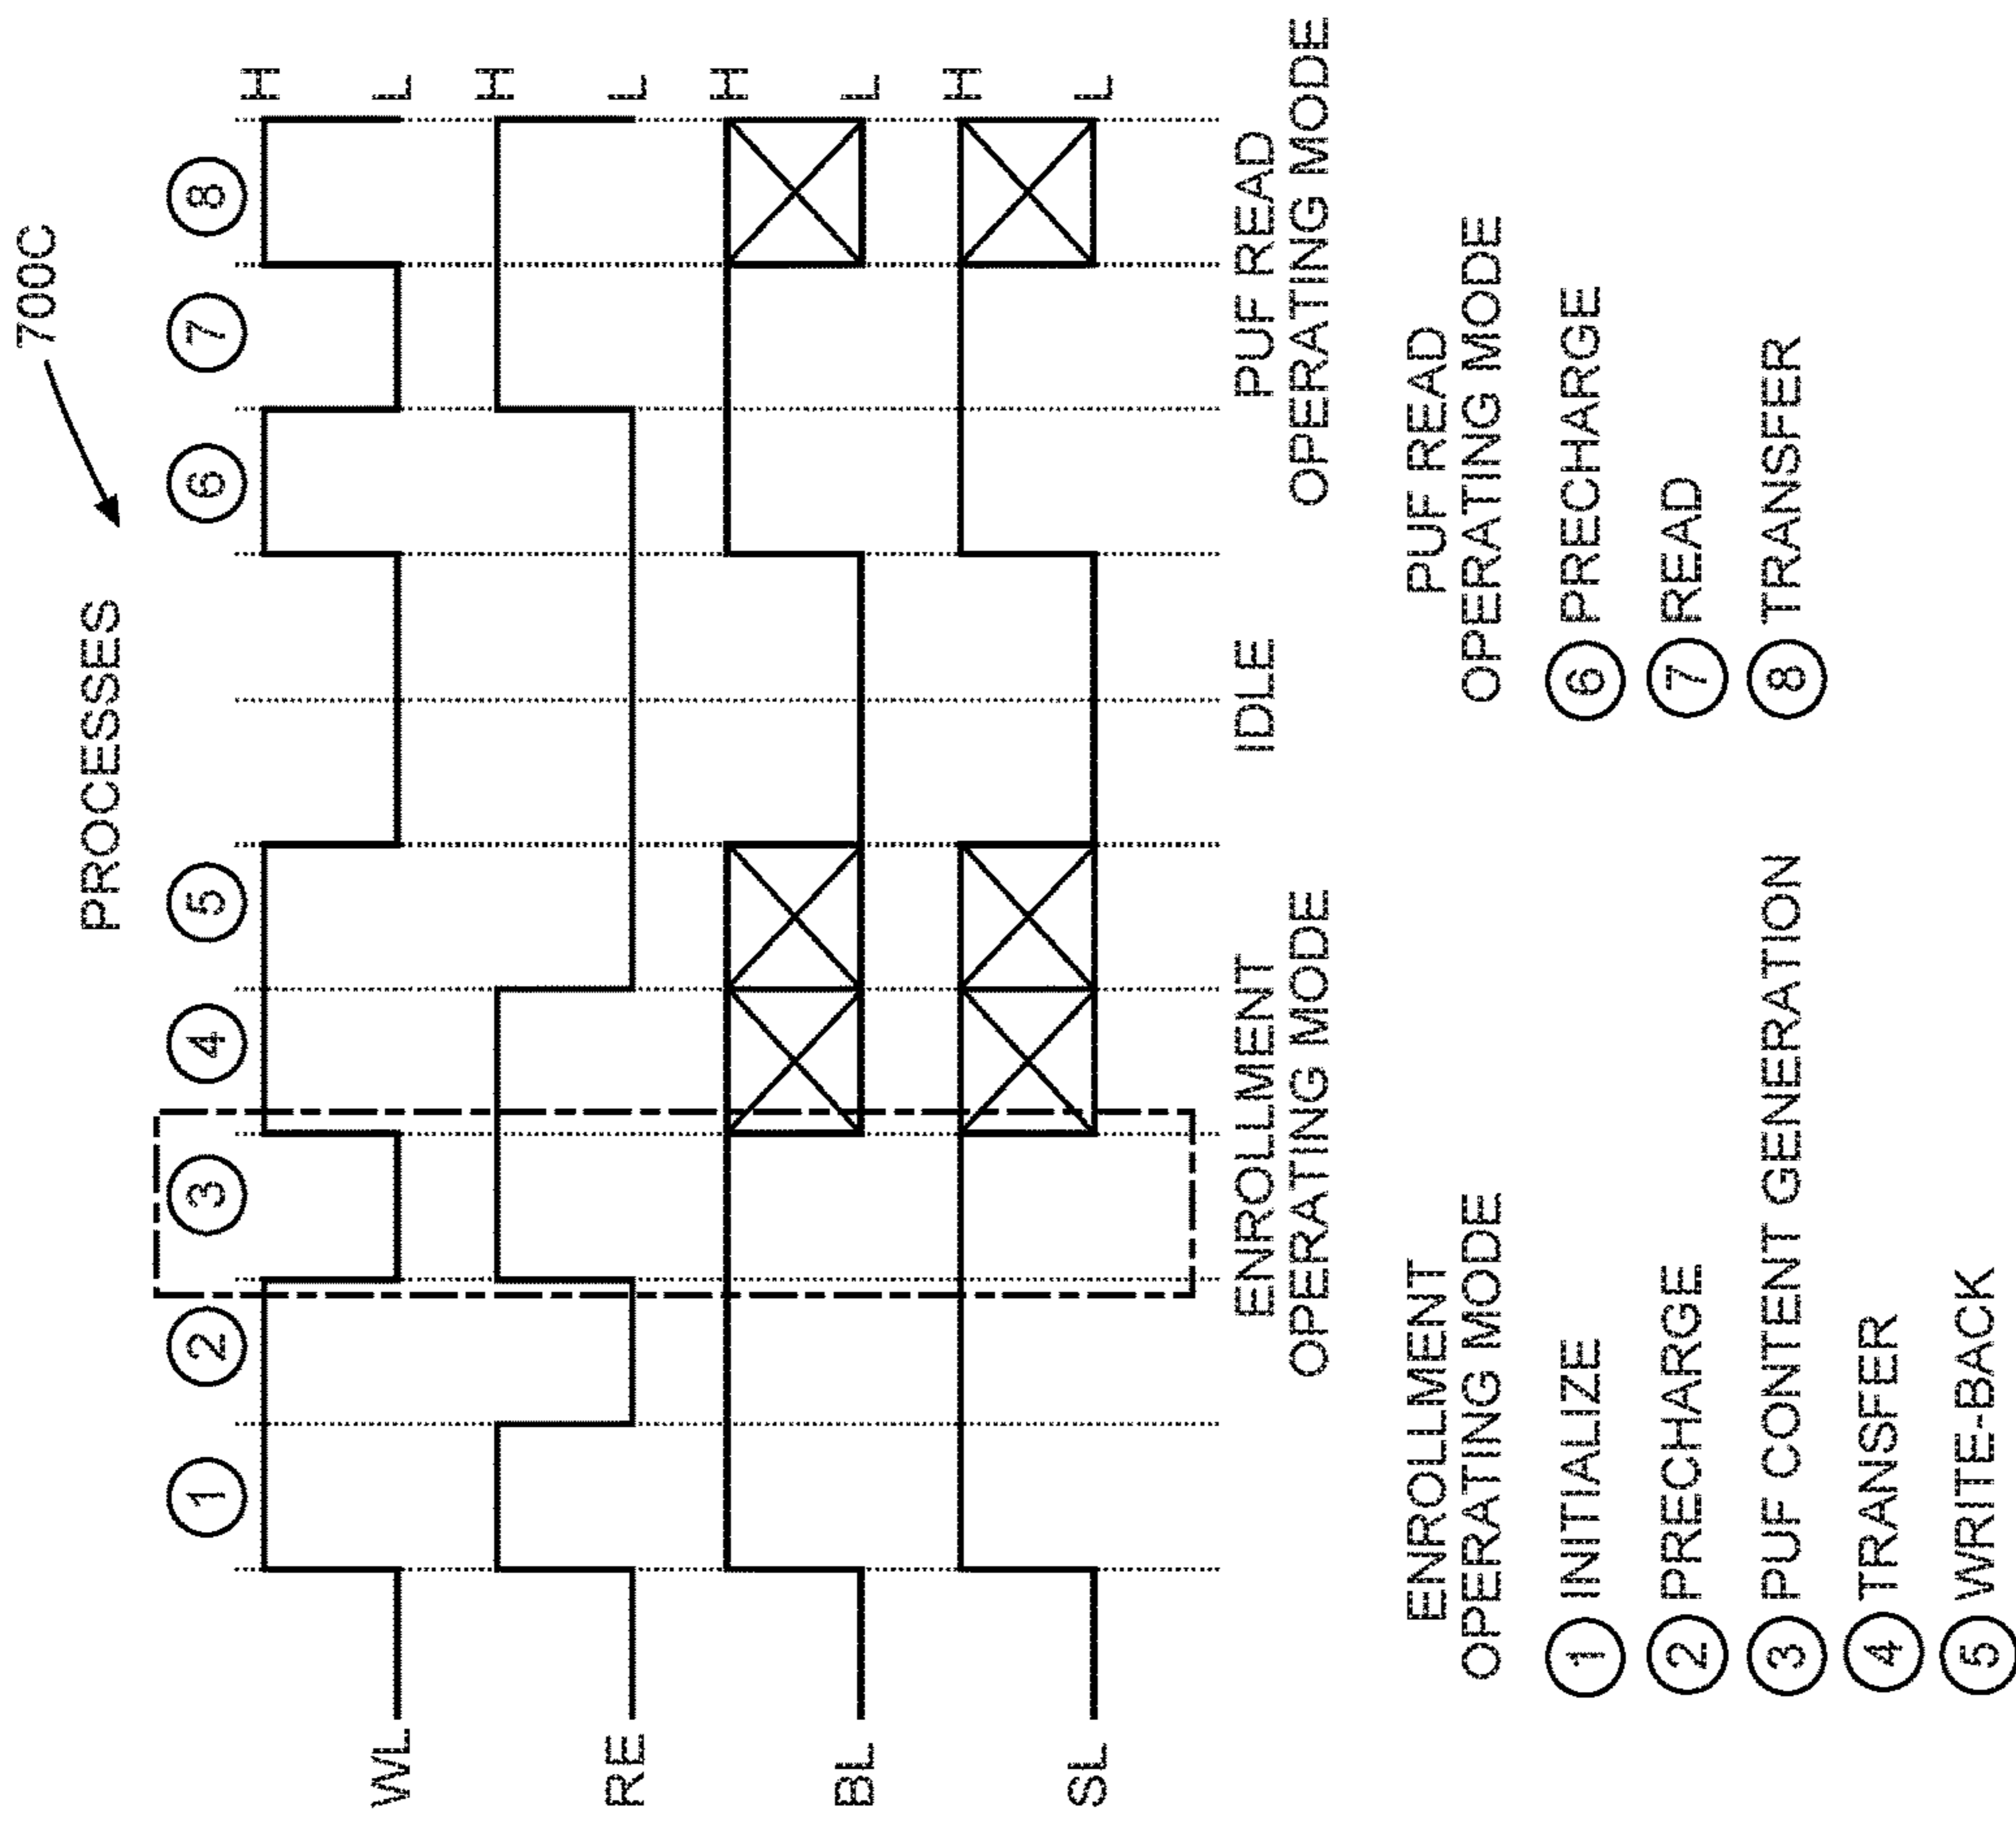 700C
PROCESSES
1 2 3 4 5 6 7 8
WL H L
RE H L
BL H L
SL H L
ENROLLMENT
OPERATING MODE
IDLE
PUF READ
OPERATING MODE
ENROLLMENT
OPERATING MODE
1 INITIALIZE
2 PRECHARGE
3 PUF CONTENT GENERATION
4 TRANSFER
5 WRITE-BACK
PUF READ
OPERATING MODE
6 PRECHARGE
7 READ
8 TRANSFER